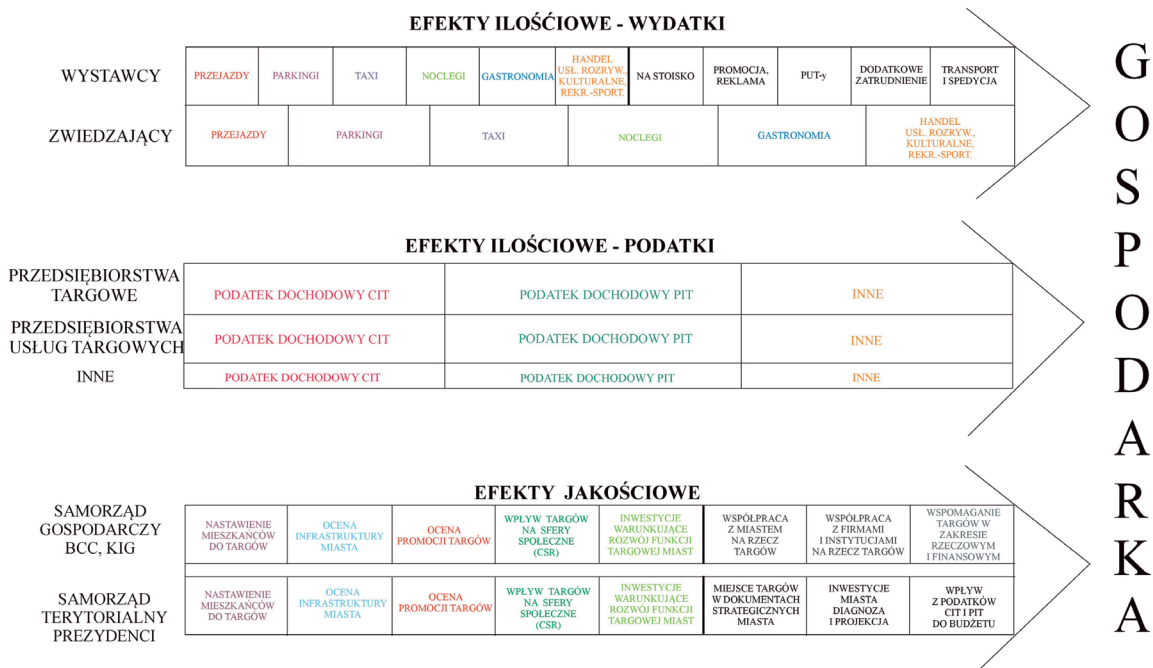 EFEKTY ILOŚĆIOWE - WYDATKI
WYSTAWCY
PRZEJAZDY
PARKINGI
TAXI
NOCLEGI
GASTRONOMIA
HANDEL
USŁ. ROZRYW.,
KULTURALNE,
REKR.-SPORT.
NA STOISKO
PROMOCJA,
REKLAMA
PUT-y
DODATKOWE
ZATRUDNIENIE
TRANSPORT
I SPEDYCJA
ZWIEDZAJĄCY
PRZEJAZDY
PARKINGI
TAXI
NOCLEGI
GASTRONOMIA
HANDEL
USŁ. ROZRYW.,
KULTURALNE,
REKR.-SPORT.
EFEKTY ILOŚCIOWE - PODATKI
PRZEDSIĘBIORSTWA
TARGOWE
PODATEK DOCHODOWY CIT
PODATEK DOCHODOWY PIT
INNE
PRZEDSIĘBIORSTWA
USŁUG TARGOWYCH
PODATEK DOCHODOWY CIT
PODATEK DOCHODOWY PIT
INNE
INNE
PODATEK DOCHODOWY CIT
PODATEK DOCHODOWY PIT
INNE
EFEKTY JAKOŚCIOWE
SAMORZĄD
GOSPODARCZY
BCC, KIG
NASTAWIENIE
MIESZKAŃCÓW
DO TARGÓW
OCENA
INFRASTRUKTURY
MIASTA
OCENA
PROMOCJI TARGÓW
WPŁYW TARGÓW
NA SFERY
SPOŁECZNE
(CSR)
INWESTYCJE
WARUNKUJĄCE
ROZWÓJ FUNKCJI
TARGOWEJ MIAST
WSPÓŁPRACA
Z MIASTEM
NA RZECZ
TARGÓW
WSPÓŁPRACA
Z FIRMAMI
I INSTYTUCJAMI
NA RZECZ TARGÓW
WSPOMAGANIE
TARGÓW W
ZAKRESIE
RZECZOWYM
I FINANSOWYM
SAMORZĄD
TERYTORIALNY
PREZYDENCI
NASTAWIENIE
MIESZKAŃCÓW
DO TARGÓW
OCENA
INFRASTRUKTURY
MIASTA
OCENA
PROMOCJI TARGÓW
WPŁYW TARGÓW
NA SFERY
SPOŁECZNE
(CSR)
INWESTYCJE
WARUNKUJĄCE
ROZWÓJ FUNKCJI
TARGOWEJ MIAST
MIEJSCE TARGÓW
W DOKUMENTACH
STRATEGICZNYCH
MIASTA
INWESTYCJE
MIASTA
DIAGNOZA
I PROJEKCJA
WPŁYW
Z PODATKÓW
CIT I PIT
DO BUDŻETU
GOSPODARKA